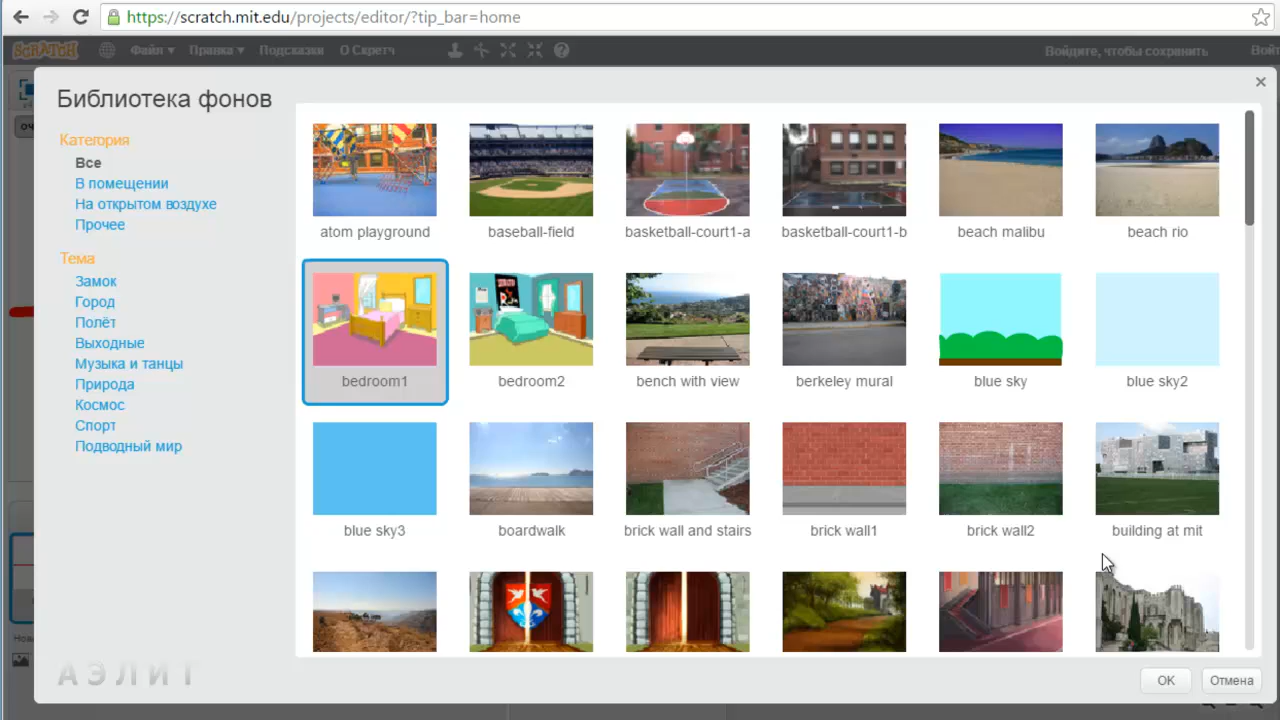 https://scratch.mit.edu/projects/editor/?tip_bar=home
SCRATCH
Файл ▾
Правка ▾
Подсказки
О Скретч
Войдите, чтобы сохранить
Войт
Библиотека фонов
Категория
Все
В помещении
На открытом воздухе
Прочее
Тема
Замок
Город
Полёт
Выходные
Музыка и танцы
Природа
Космос
Спорт
Подводный мир
atom playground
baseball-field
basketball-court1-a
basketball-court1-b
beach malibu
beach rio
bedroom1
bedroom2
bench with view
berkeley mural
blue sky
blue sky2
blue sky3
boardwalk
brick wall and stairs
brick wall1
brick wall2
building at mit
Нов
АЭЛИТ
OK
Отмена